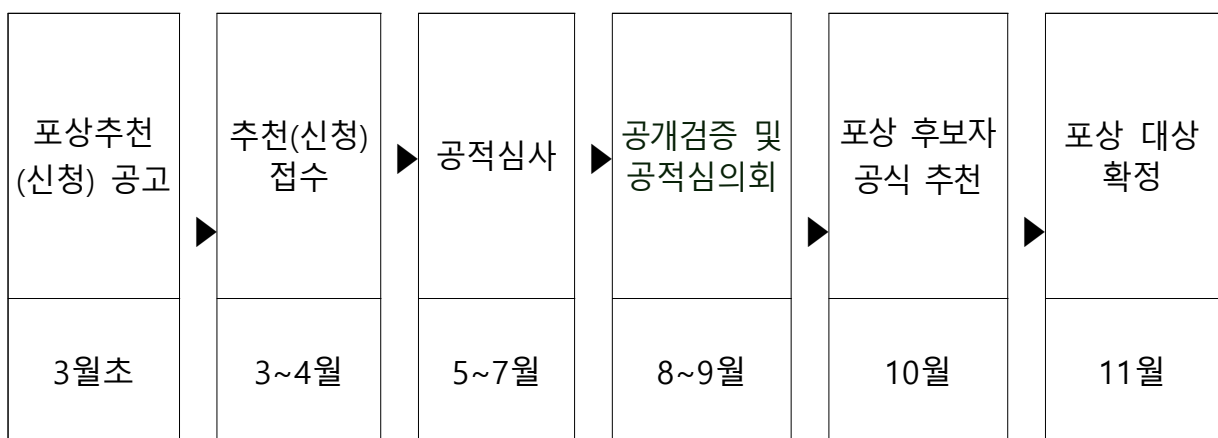 포상추천
(신청) 공고
3월초
추천(신청)
접수
3~4월
공적심사
5~7월
공개검증 및
공적심의회
8~9월
포상 후보자
공식 추천
10월
포상 대상
확정
11월